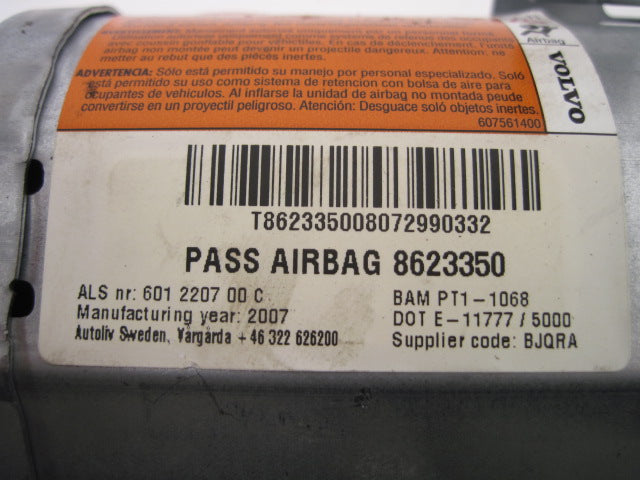 avec coussin gonflable pour véhicules. En cas de déclenchement, l'unité
airbag non montée peut devenir un projectile dangereux. Attention: ne
mettre au rebut que des pièces inertes.
ADVERTENCIA: Sólo está permitido su manejo por personal especializado. Soló
está permitido su uso como sistema de retencion con bolsa de aire para
ocupantes de vehículos. Al inflarse la unidad de airbag no montada peude
convertirse en un proyectil peligroso. Atención: Desguace soló objetos inertes.
607561400
Airbag
VOLVO
T862335008072990332
PASS AIRBAG 8623350
ALS nr: 601 2207 00 C
BAM PT1-1068
Manufacturing year: 2007
DOT E-11777 / 5000
Autoliv Sweden, Vårgårda +46 322 626200
Supplier code: BJQRA